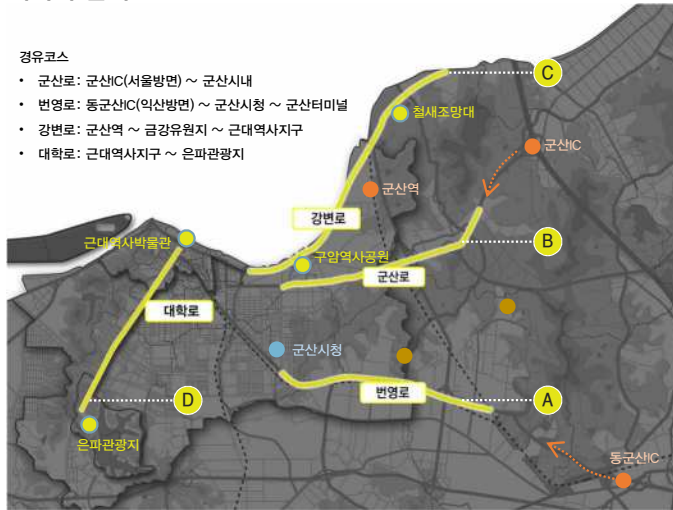 경유코스
• 군산로: 군산IC(서울방면) ~ 군산시내
• 번영로: 동군산IC(익산방면) ~ 군산시청 ~ 군산터미널
• 강변로: 군산역 ~ 금강유원지 ~ 근대역사지구
• 대학로: 근대역사지구 ~ 은파관광지
C
철새조망대
군산IC
군산역
강변로
근대역사박물관
B
구암역사공원
군산로
대학로
군산시청
번영로
D
A
은파관광지
동군산IC